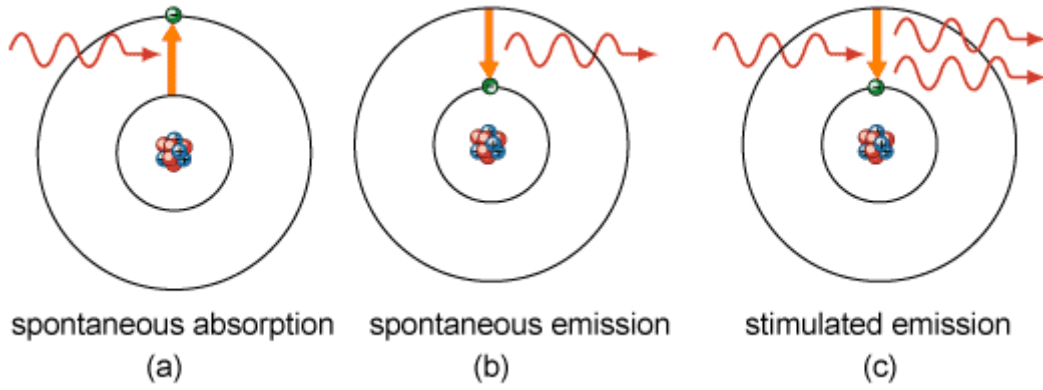 spontaneous absorption
(a)
spontaneous emission
(b)
stimulated emission
(c)